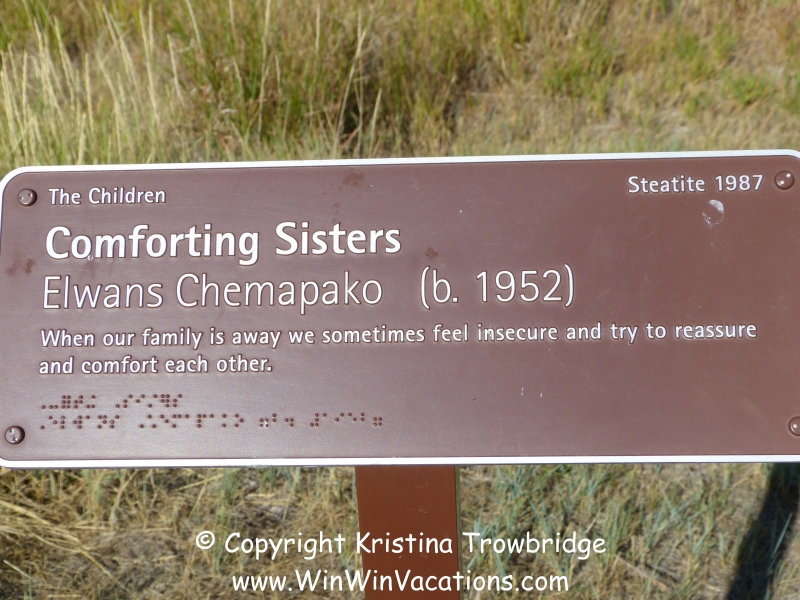 The Children
Steatite 1987
Comforting Sisters
Elwans Chemapako (b. 1952)
When our family is away we sometimes feel insecure and try to reassure
and comfort each other.
© Copyright Kristina Trowbridge
www.WinWinVacations.com